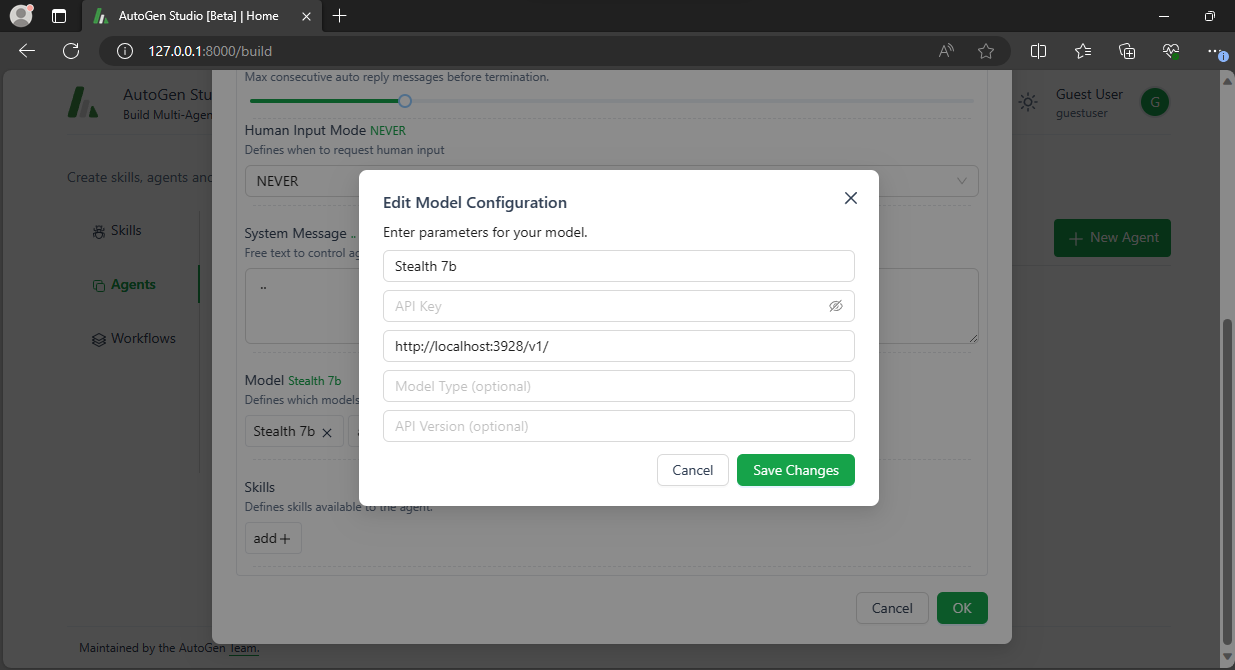 AutoGen Studio [Beta] | Home
127.0.0.1:8000/build
Max consecutive auto reply messages before termination.
AutoGen Stu
Build Multi-Agen
Guest User
guestuser
G
Human Input Mode NEVER
Defines when to request human input
NEVER
Create skills, agents and
Skills
Agents
Workflows
New Agent
System Message ..
Free text to control ag
..
Edit Model Configuration
Enter parameters for your model.
Stealth 7b
API Key
http://localhost:3928/v1/
Model Type (optional)
API Version (optional)
Cancel
Save Changes
Model Stealth 7b
Defines which models
Stealth 7b
Skills
Defines skills available to the agent.
add
Cancel
OK
Maintained by the AutoGen Team.